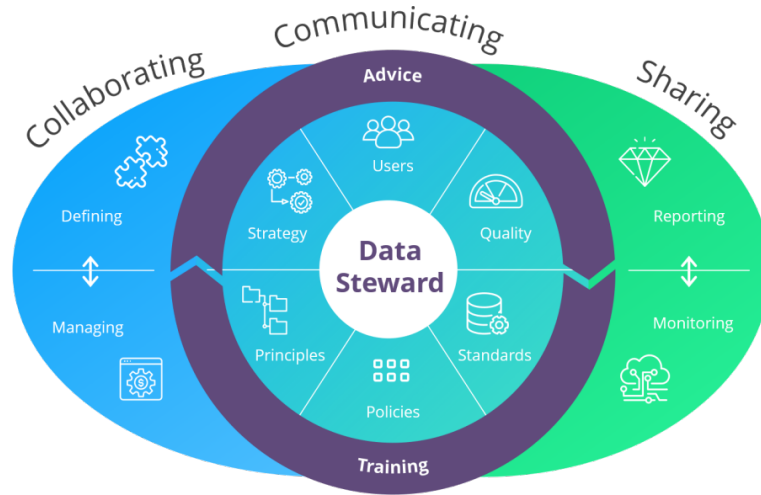 Collaborating
Communicating
Sharing
Advice
Users
Defining
Strategy
Quality
Reporting
Data
Steward
Managing
Principles
Standards
Monitoring
Policies
Training